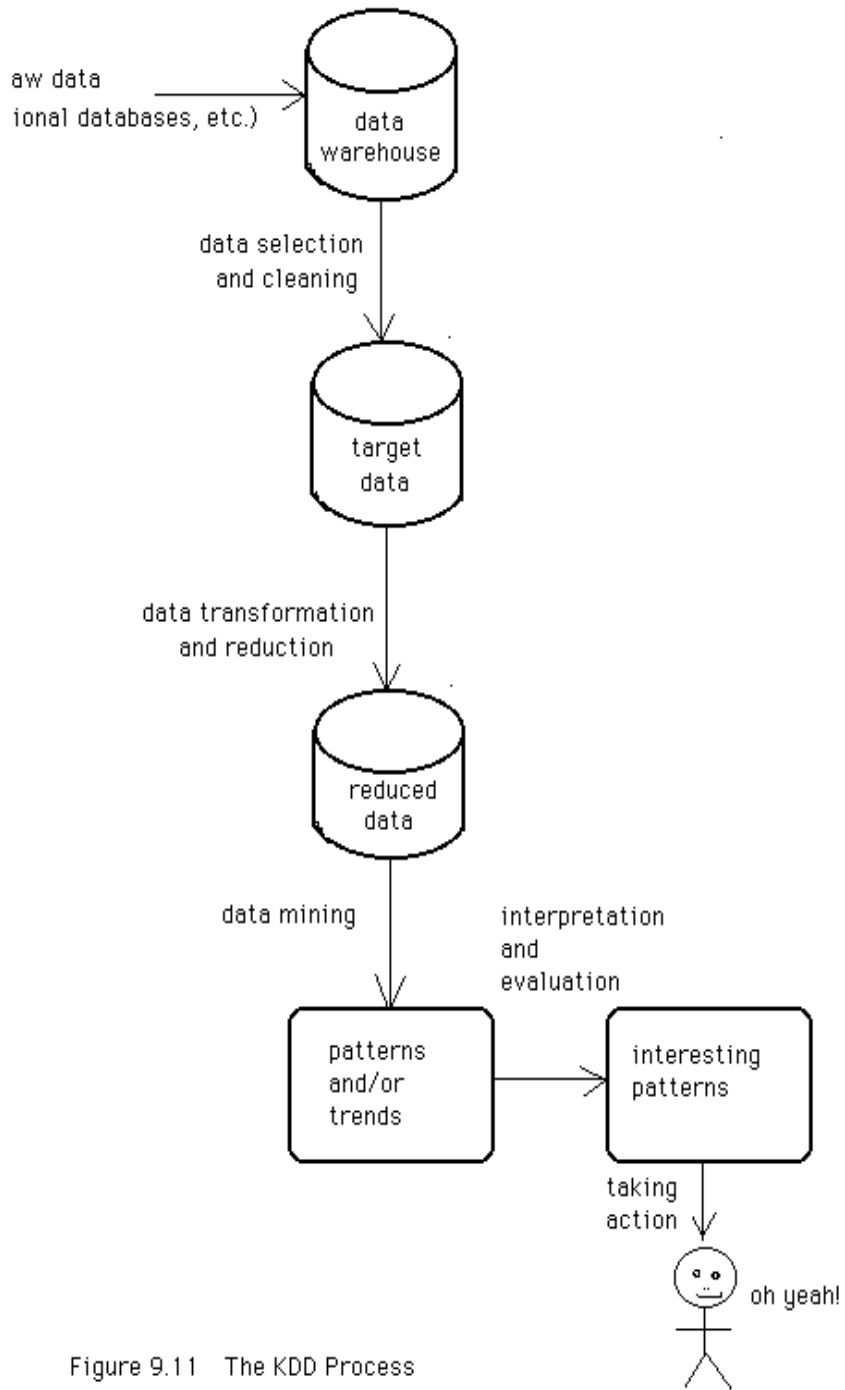 aw data
ional databases, etc.)
data
warehouse
data selection
and cleaning
target
data
data transformation
and reduction
reduced
data
data mining
interpretation
and
evaluation
patterns
and/or
trends
interesting
patterns
taking
action
oh yeah!
Figure 9.11 The KDD Process